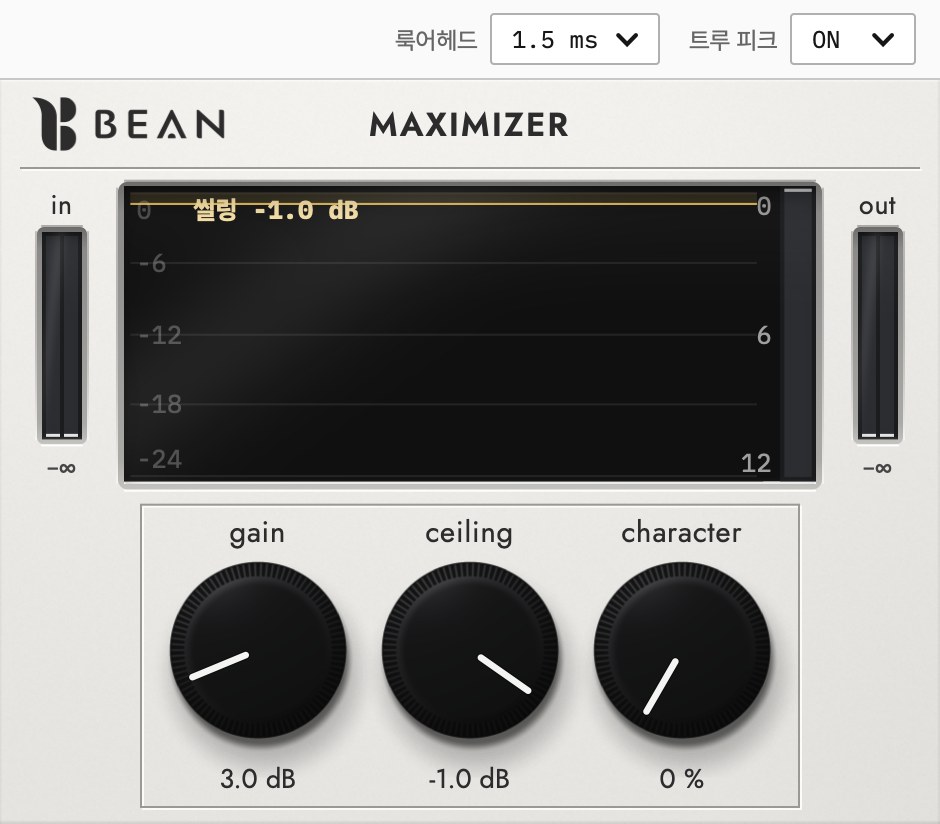 룩어헤드 1.5 ms 트루 피크 ON
BEAN MAXIMIZER
in
out
0 씰링 -1.0 dB 0
-6
-12 6
-18
-24 12
-∞ -∞
gain ceiling character
3.0 dB -1.0 dB 0 %